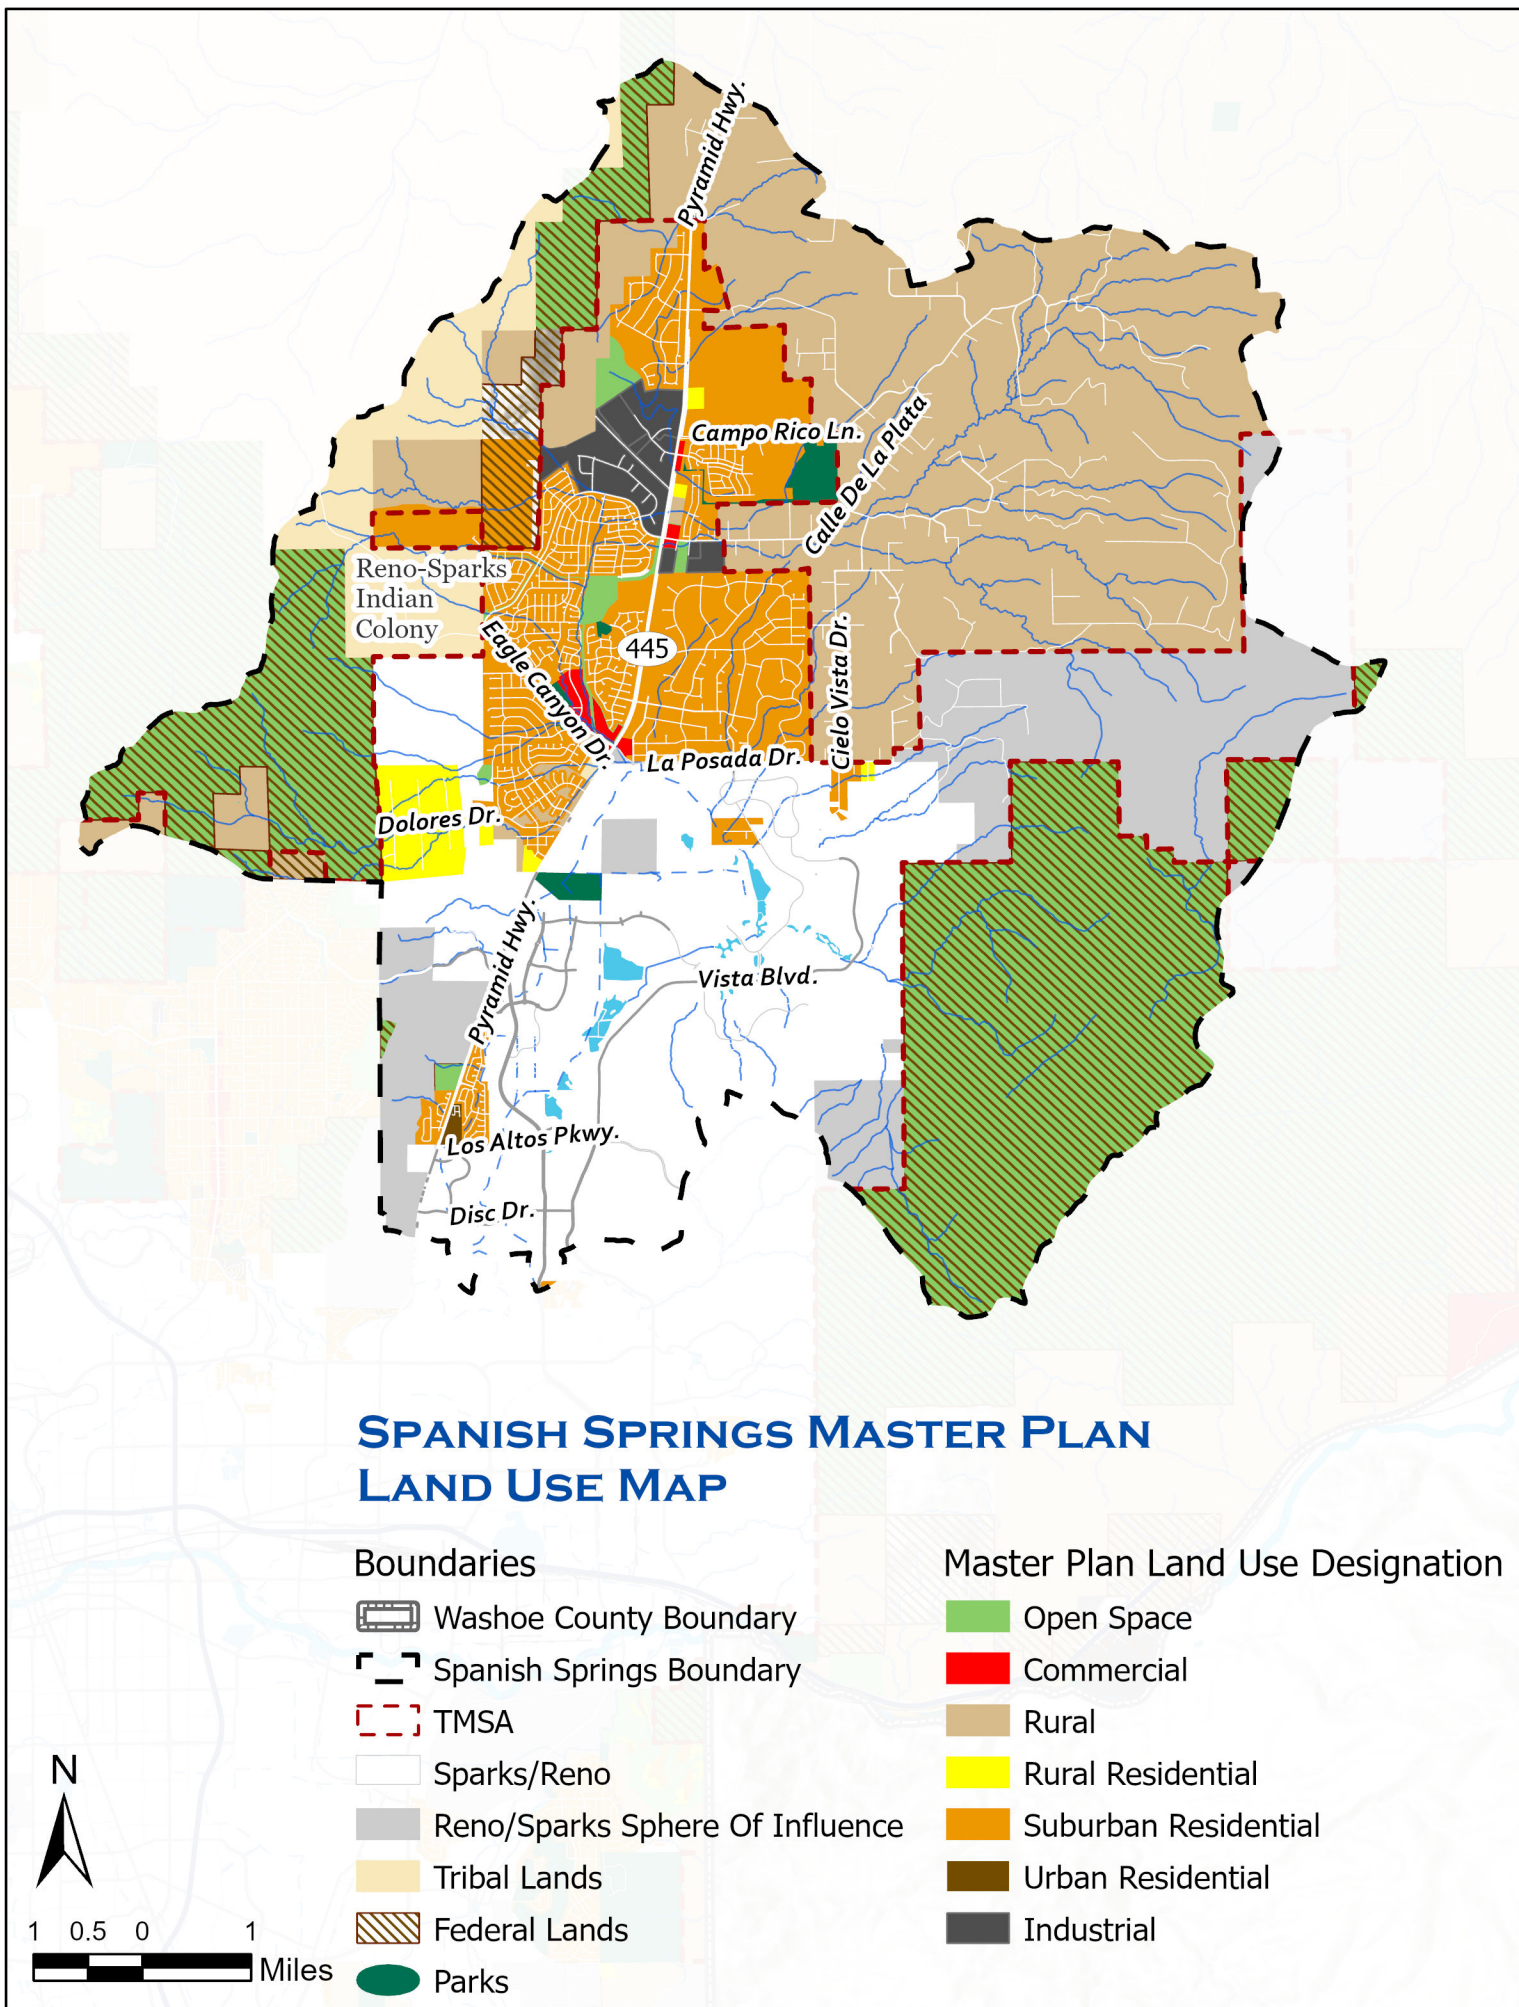 Pyramid Hwy.
Campo Rico Ln.
Calle De La Plata
Reno-Sparks
Indian
Colony
Eagle Canyon Dr.
445
Cielo Vista Dr.
La Posada Dr.
Dolores Dr.
Pyramid Hwy.
Vista Blvd.
Los Altos Pkwy.
Disc Dr.
SPANISH SPRINGS MASTER PLAN
LAND USE MAP
Boundaries
Washoe County Boundary
Spanish Springs Boundary
TMSA
Sparks/Reno
Reno/Sparks Sphere Of Influence
Tribal Lands
Federal Lands
Parks
Master Plan Land Use Designation
Open Space
Commercial
Rural
Rural Residential
Suburban Residential
Urban Residential
Industrial
N
1 0.5 0 1
Miles